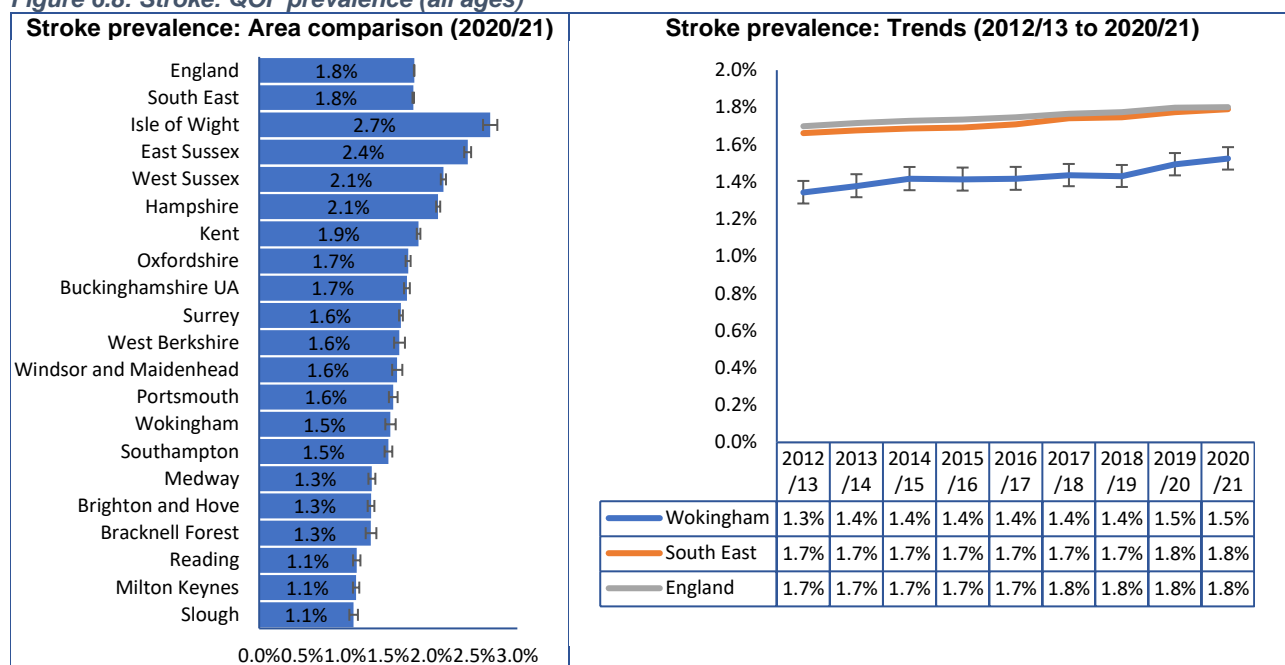 Figure 6.8: Stroke: QOF prevalence (all ages)
Stroke prevalence: Area comparison (2020/21)
England 1.8%
South East 1.8%
Isle of Wight 2.7%
East Sussex 2.4%
West Sussex 2.1%
Hampshire 2.1%
Kent 1.9%
Oxfordshire 1.7%
Buckinghamshire UA 1.7%
Surrey 1.6%
West Berkshire 1.6%
Windsor and Maidenhead 1.6%
Portsmouth 1.6%
Wokingham 1.5%
Southampton 1.5%
Medway 1.3%
Brighton and Hove 1.3%
Bracknell Forest 1.3%
Reading 1.1%
Milton Keynes 1.1%
Slough 1.1%
0.0%0.5%1.0%1.5%2.0%2.5%3.0%
Stroke prevalence: Trends (2012/13 to 2020/21)
2.0%
1.8%
1.6%
1.4%
1.2%
1.0%
0.8%
0.6%
0.4%
0.2%
0.0%
2012 2013 2014 2015 2016 2017 2018 2019 2020
/13 /14 /15 /16 /17 /18 /19 /20 /21
Wokingham 1.3% 1.4% 1.4% 1.4% 1.4% 1.4% 1.4% 1.5% 1.5%
South East 1.7% 1.7% 1.7% 1.7% 1.7% 1.7% 1.7% 1.8% 1.8%
England 1.7% 1.7% 1.7% 1.7% 1.7% 1.8% 1.8% 1.8% 1.8%